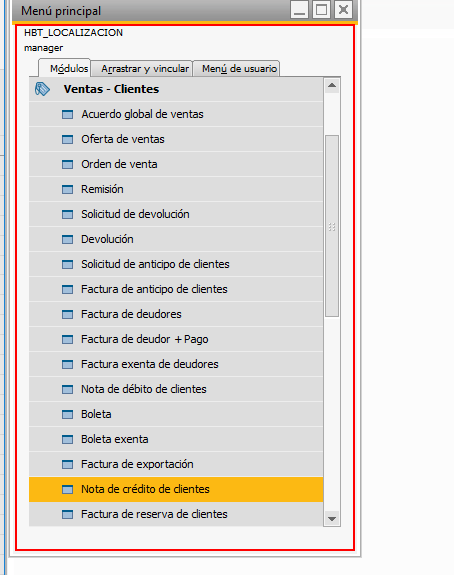 Menú principal
HBT_LOCALIZACION
manager
Módulos Arrastrar y vincular Menú de usuario
Ventas - Clientes
Acuerdo global de ventas
Oferta de ventas
Orden de venta
Remisión
Solicitud de devolución
Devolución
Solicitud de anticipo de clientes
Factura de anticipo de clientes
Factura de deudores
Factura de deudor + Pago
Factura exenta de deudores
Nota de débito de clientes
Boleta
Boleta exenta
Factura de exportación
Nota de crédito de clientes
Factura de reserva de clientes